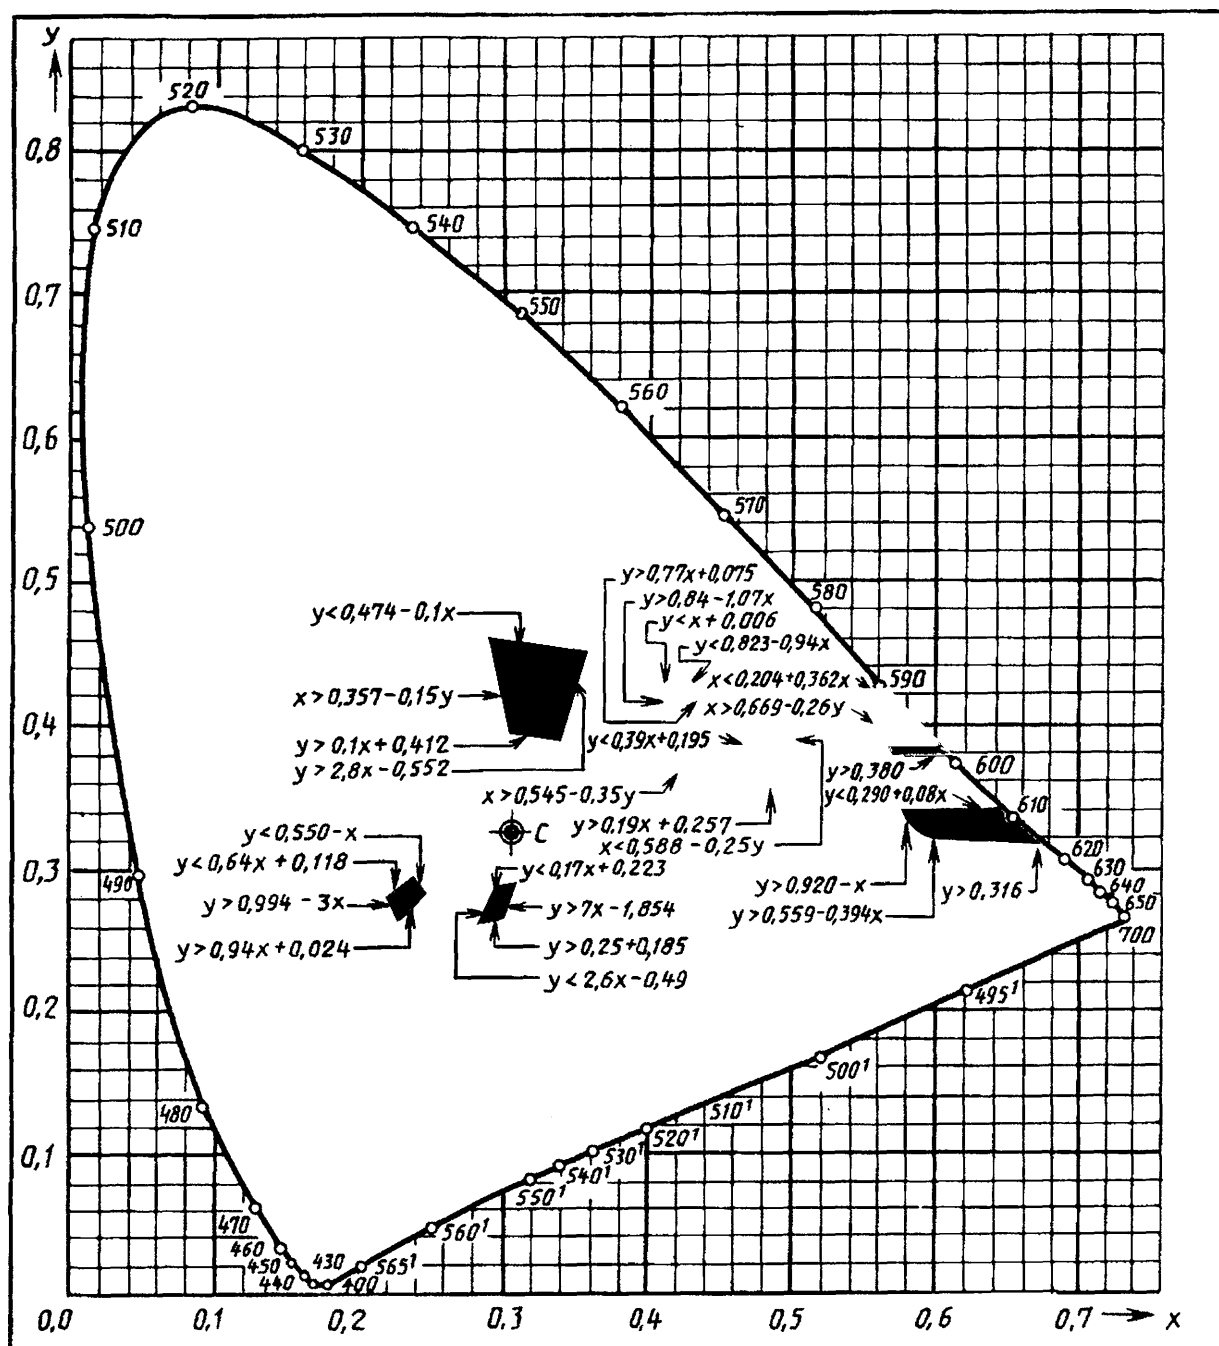 y
520
0,8
530
510
540
0,7
550
560
0,6
570
500
0,5
580
y>0,77x+0,075
y>0,84-1,07x
y<x+0,006
y<0,823-0,94x
y<0,474-0,1x
590
x<0,204+0,362x
x>0,357-0,15y
x>0,669-0,26y
0,4
y>0,1x+0,412
y<0,39x+0,195
y>2,8x-0,552
y>0,380
600
x>0,545-0,35y
y<0,290+0,08x
610
y<0,550-x
C
y>0,19x+0,257
x<0,588-0,25y
y<0,64x+0,118
y<0,17x+0,223
620
0,3
490
630
y>0,920-x
y>0,316
640
y>0,994-3x
y>7x-1,854
650
y>0,559-0,394x
700
y>0,94x+0,024
y>0,25+0,185
y<2,6x-0,49
495¹
0,2
500¹
480
510¹
520¹
0,1
530¹
540¹
550¹
470
560¹
460
450
430
565¹
440
400
0,0
0,1
0,2
0,3
0,4
0,5
0,6
0,7
x